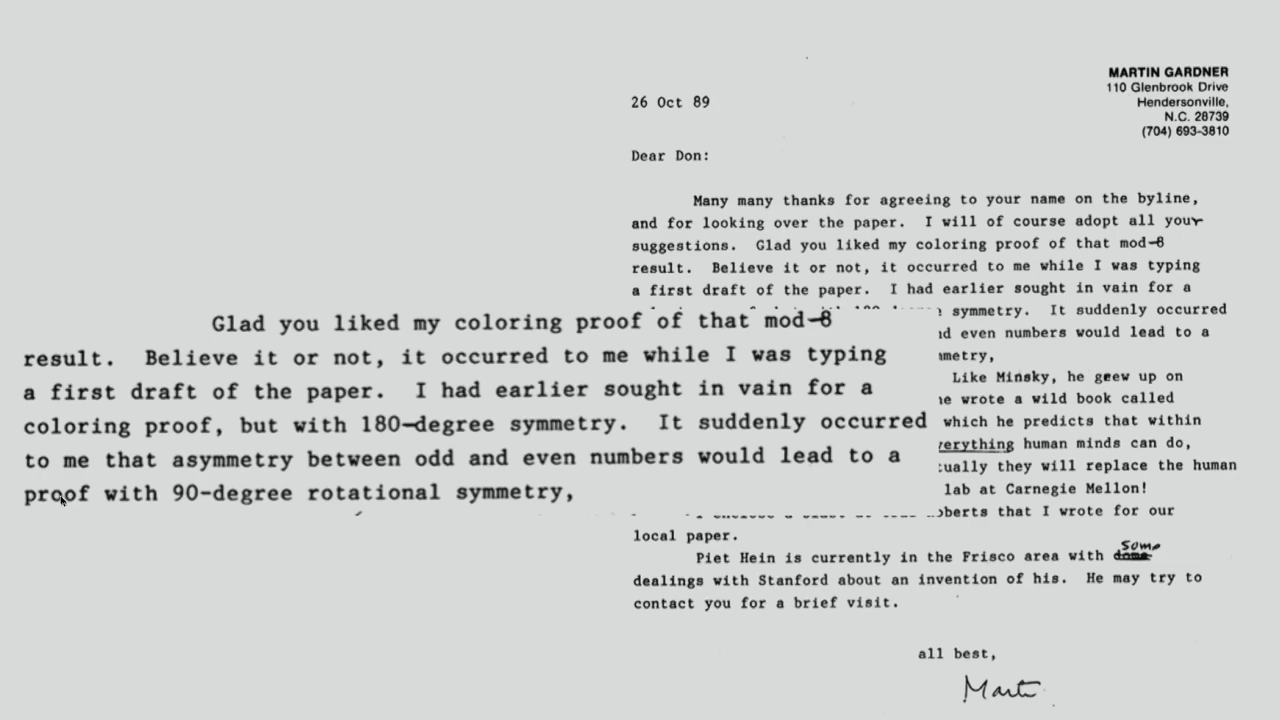 MARTIN GARDNER
110 Glenbrook Drive
Hendersonville,
N.C. 28739
(704) 693-3810
26 Oct 89
Dear Don:
Many many thanks for agreeing to your name on the byline,
and for looking over the paper. I will of course adopt all your
suggestions. Glad you liked my coloring proof of that mod-8
result. Believe it or not, it occurred to me while I was typing
a first draft of the paper. I had earlier sought in vain for a
symmetry. It suddenly occurred
and even numbers would lead to a
symmetry,
Like Minsky, he geew up on
he wrote a wild book called
which he predicts that within
everything human minds can do,
they will replace the human
lab at Carnegie Mellon!
that I wrote for our
local paper.
Piet Hein is currently in the Frisco area with some
dealings with Stanford about an invention of his. He may try to
contact you for a brief visit.
all best,
Martin
Glad you liked my coloring proof of that mod-8
result. Believe it or not, it occurred to me while I was typing
a first draft of the paper. I had earlier sought in vain for a
coloring proof, but with 180-degree symmetry. It suddenly occurred
to me that asymmetry between odd and even numbers would lead to a
proof with 90-degree rotational symmetry,